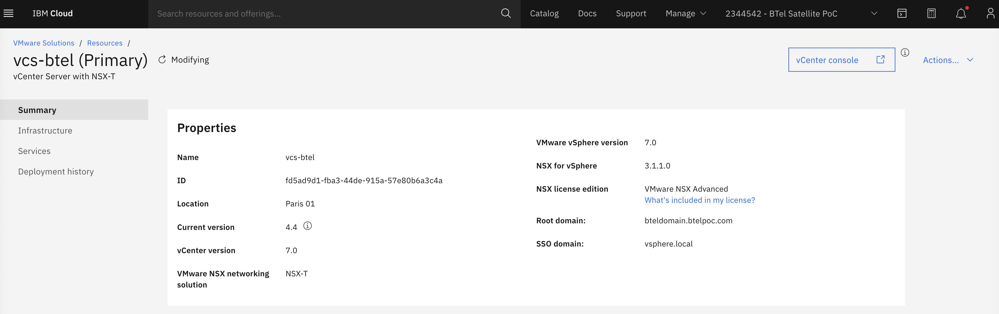 IBM Cloud
Search resources and offerings...
Catalog
Docs
Support
Manage
2344542 - BTel Satellite PoC
VMware Solutions / Resources /
vcs-btel (Primary)
Modifying
vCenter console
Actions...
vCenter Server with NSX-T
Summary
Infrastructure
Services
Deployment history
Properties
Name vcs-btel
ID fd5ad9d1-fba3-44de-915a-57e80b6a3c4a
Location Paris 01
Current version 4.4
vCenter version 7.0
VMware NSX networking NSX-T
solution
VMware vSphere version 7.0
NSX for vSphere 3.1.1.0
NSX license edition VMware NSX Advanced
What's included in my license?
Root domain: bteldomain.btelpoc.com
SSO domain: vsphere.local